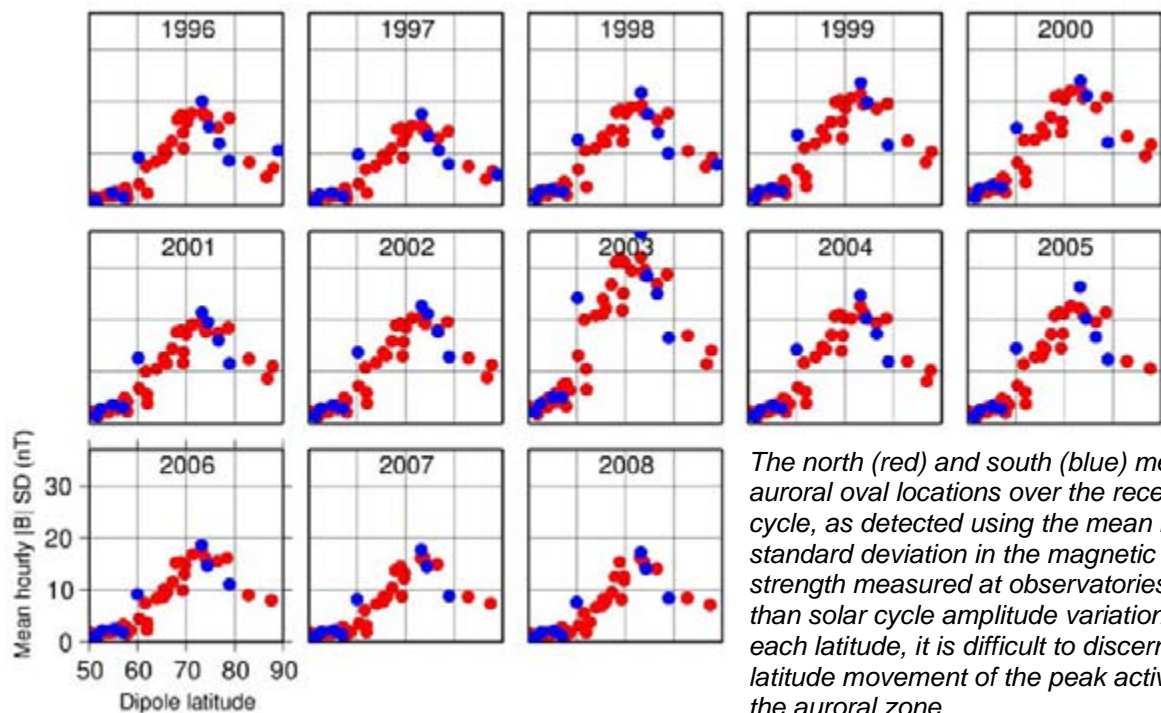 1996 1997 1998 1999 2000
2001 2002 2003 2004 2005
2006 2007 2008
Mean hourly |B| SD (nT)
30
20
10
0
50 60 70 80 90
Dipole latitude
The north (red) and south (blue)
auroral oval locations over the
cycle, as detected using the mean
standard deviation in the magnetic
strength measured at observatories
than solar cycle amplitude
each latitude, it is difficult to
latitude movement of the peak
the auroral zone